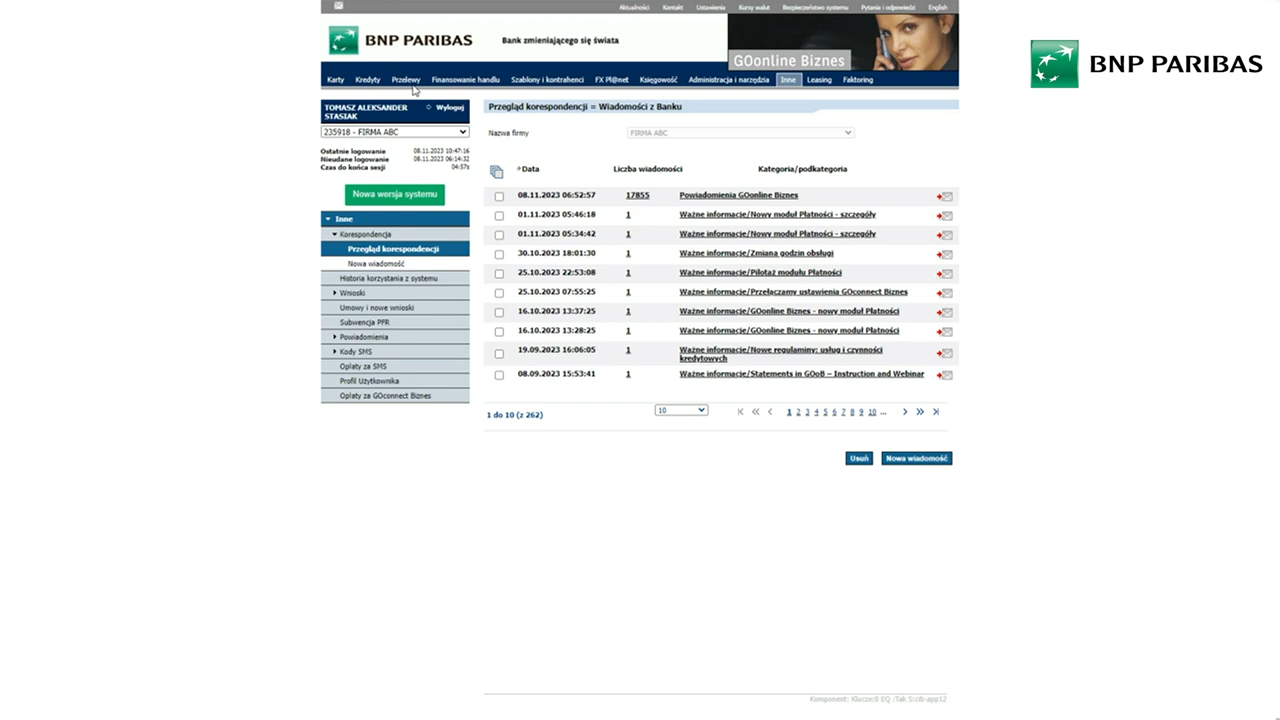 Aktualności Kontakt Ustawienia Kursy walut Bezpieczeństwo systemu Pytania i odpowiedzi English
BNP PARIBAS
Bank zmieniającego się świata
GOonline Biznes
BNP PARIBAS
Karty Kredyty Przelewy Finansowanie handlu Szablony i kontrahenci FX Pl@net Księgowość Administracja i narzędzia Inne Leasing Faktoring
TOMASZ ALEKSANDER STASIAK
Wyloguj
235918 - FIRMA ABC
Ostatnie logowanie 08.11.2023 10:47:16
Nieudane logowanie 08.11.2023 06:14:32
Czas do końca sesji 04:57s
Nowa wersja systemu
Inne
Korespondencja
Przegląd korespondencji
Nowa wiadomość
Historia korzystania z systemu
Wnioski
Umowy i nowe wnioski
Subwencja PFR
Powiadomienia
Kody SMS
Opłaty za SMS
Profil Użytkownika
Opłaty za GOconnect Biznes
Przegląd korespondencji = Wiadomości z Banku
Nazwa firmy FIRMA ABC
Data Liczba wiadomości Kategoria/podkategoria
08.11.2023 06:52:57 17855 Powiadomienia GOonline Biznes
01.11.2023 05:46:18 1 Ważne informacje/Nowy moduł Płatności - szczegóły
01.11.2023 05:34:42 1 Ważne informacje/Nowy moduł Płatności - szczegóły
30.10.2023 18:01:30 1 Ważne informacje/Zmiana godzin obsługi
25.10.2023 22:53:08 1 Ważne informacje/Pilotaż modułu Płatności
25.10.2023 07:55:25 1 Ważne informacje/Przełączamy ustawienia GOconnect Biznes
16.10.2023 13:37:25 1 Ważne informacje/GOonline Biznes - nowy moduł Płatności
16.10.2023 13:28:25 1 Ważne informacje/GOonline Biznes - nowy moduł Płatności
19.09.2023 16:06:05 1 Ważne informacje/Nowe regulaminy: usług i czynności
kredytowych
08.09.2023 15:53:41 1 Ważne informacje/Statements in GOoB – Instruction and Webinar
1 do 10 (z 262) 10 1 2 3 4 5 6 7 8 9 10 ...
Usuń Nowa wiadomość
Komponent: Klucze:8 EQ :Tak S:cib-app12